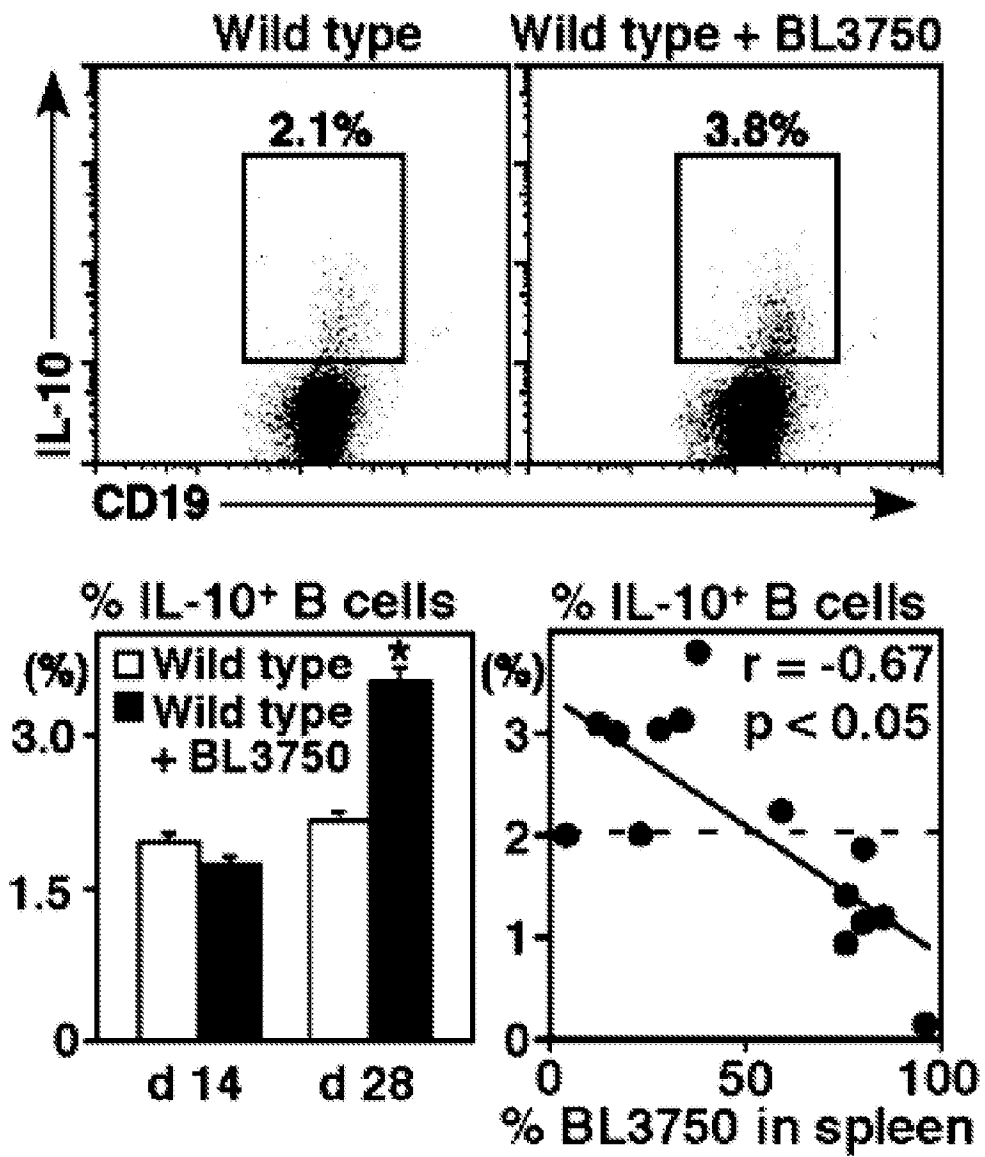 Wild type
Wild type + BL3750
2.1%
3.8%
IL-10
CD19
% IL-10+ B cells
(%)
Wild type
Wild type
+ BL3750
*
3.0
1.5
0
d 14
d 28
% IL-10+ B cells
(%)
r = -0.67
p < 0.05
3
2
1
0
0
50
100
% BL3750 in spleen